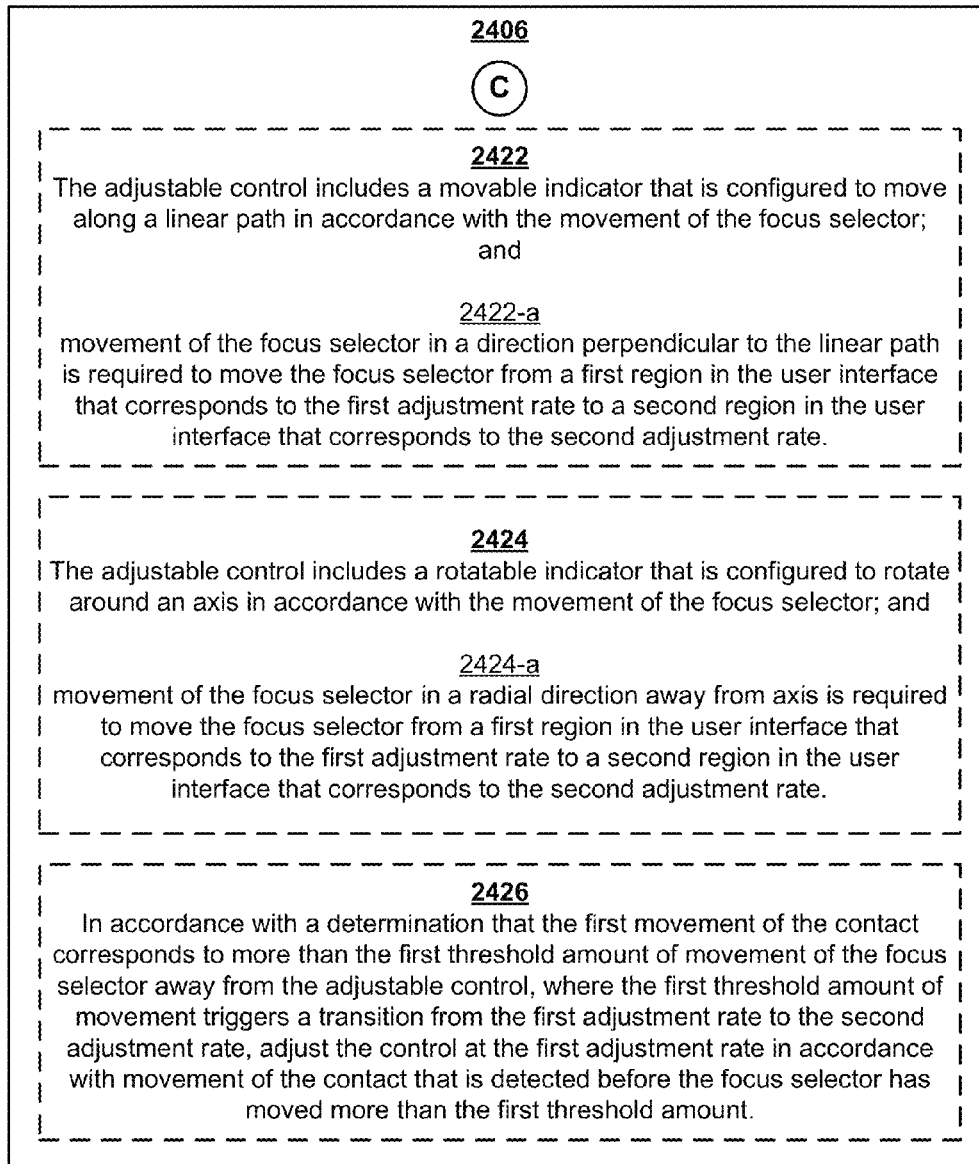 2406
C
2422
The adjustable control includes a movable indicator that is configured to move
along a linear path in accordance with the movement of the focus selector;
and
2422-a
movement of the focus selector in a direction perpendicular to the linear path
is required to move the focus selector from a first region in the user interface
that corresponds to the first adjustment rate to a second region in the user
interface that corresponds to the second adjustment rate.
2424
The adjustable control includes a rotatable indicator that is configured to rotate
around an axis in accordance with the movement of the focus selector; and
2424-a
movement of the focus selector in a radial direction away from axis is required
to move the focus selector from a first region in the user interface that
corresponds to the first adjustment rate to a second region in the user
interface that corresponds to the second adjustment rate.
2426
In accordance with a determination that the first movement of the contact
corresponds to more than the first threshold amount of movement of the focus
selector away from the adjustable control, where the first threshold amount of
movement triggers a transition from the first adjustment rate to the second
adjustment rate, adjust the control at the first adjustment rate in accordance
with movement of the contact that is detected before the focus selector has
moved more than the first threshold amount.